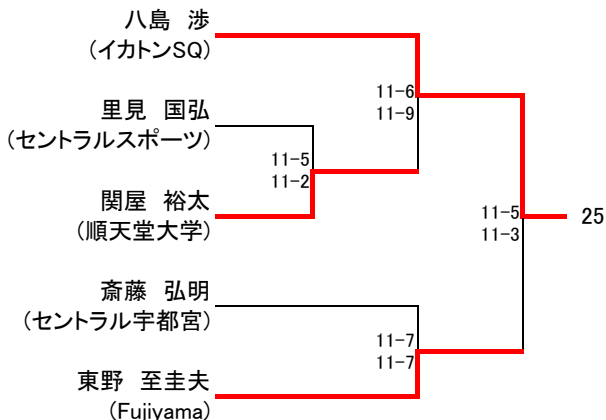 八島　渉
(イカトンSQ)
里見　国弘
(セントラルスポーツ)
関屋　裕太
(順天堂大学)
斎藤　弘明
(セントラル宇都宮)
東野　至圭夫
(Fujiyama)
11-6
11-9
11-5
11-2
11-5
11-3
25
11-7
11-7